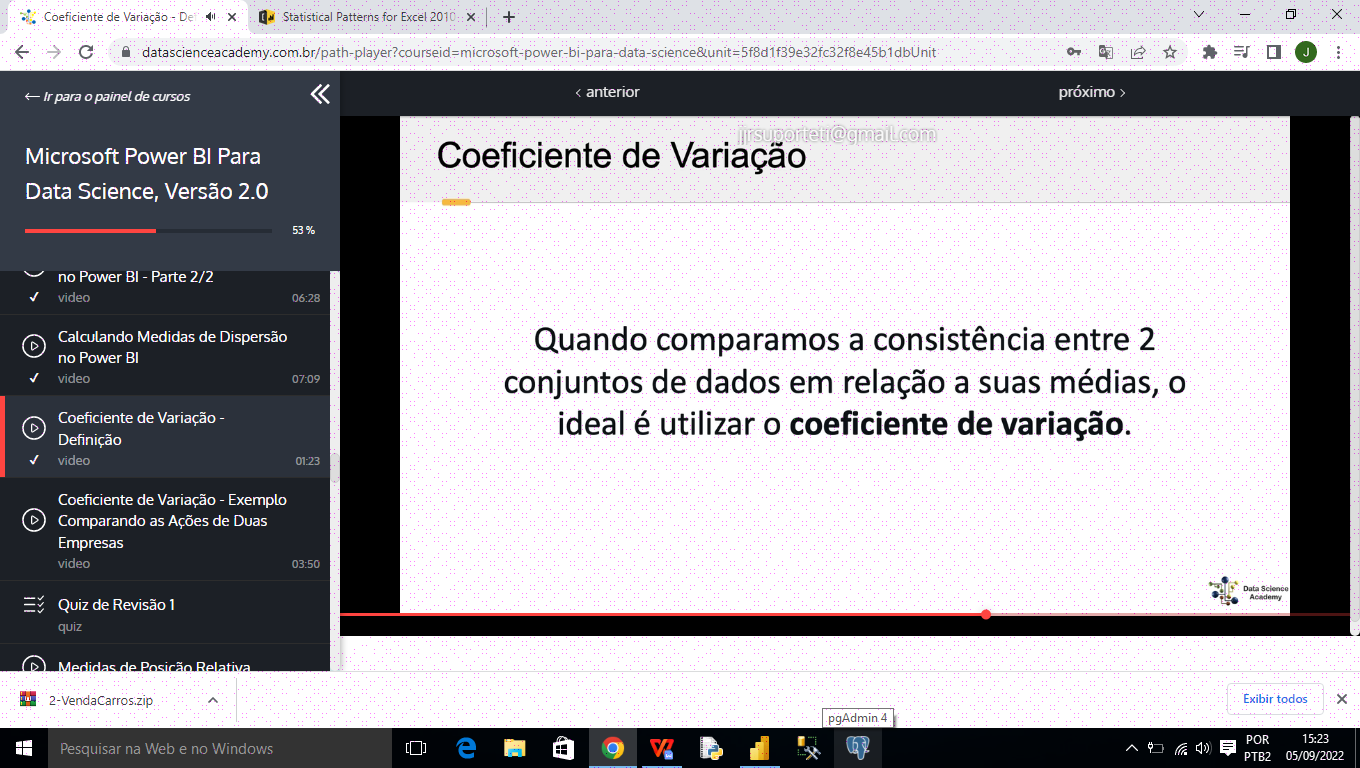 Coeficiente de Variação - De
Statistical Patterns for Excel 2010
datascienceacademy.com.br/path-player?courseid=microsoft-power-bi-para-data-science&unit=5f8d1f39e32fc32f8e45b1dbUnit
J
← Ir para o painel de cursos
‹ anterior
próximo ›
Microsoft Power BI Para
Data Science, Versão 2.0
53 %
no Power BI - Parte 2/2
video
06:28
Calculando Medidas de Dispersão
no Power BI
video
07:09
Coeficiente de Variação -
Definição
video
01:23
Coeficiente de Variação - Exemplo
Comparando as Ações de Duas
Empresas
video
03:50
Quiz de Revisão 1
quiz
Medidas de Posição Relativa
jjrsuporteti@gmail.com
Coeficiente de Variação
Quando comparamos a consistência entre 2
conjuntos de dados em relação a suas médias, o
ideal é utilizar o coeficiente de variação.
Data Science
Academy
2-VendaCarros.zip
Exibir todos
pgAdmin 4
Pesquisar na Web e no Windows
POR
PTB2
15:23
05/09/2022